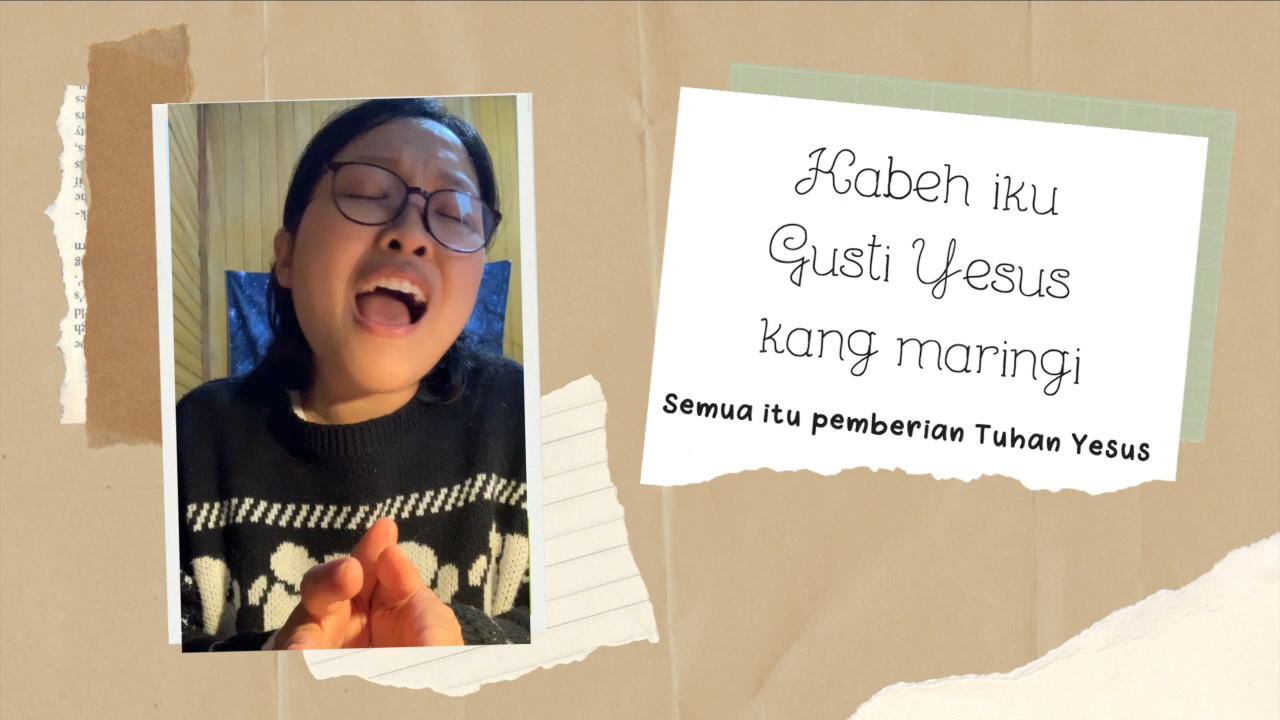 Kabeh iku
Gusti Yesus
kang maringi
Semua itu pemberian Tuhan Yesus